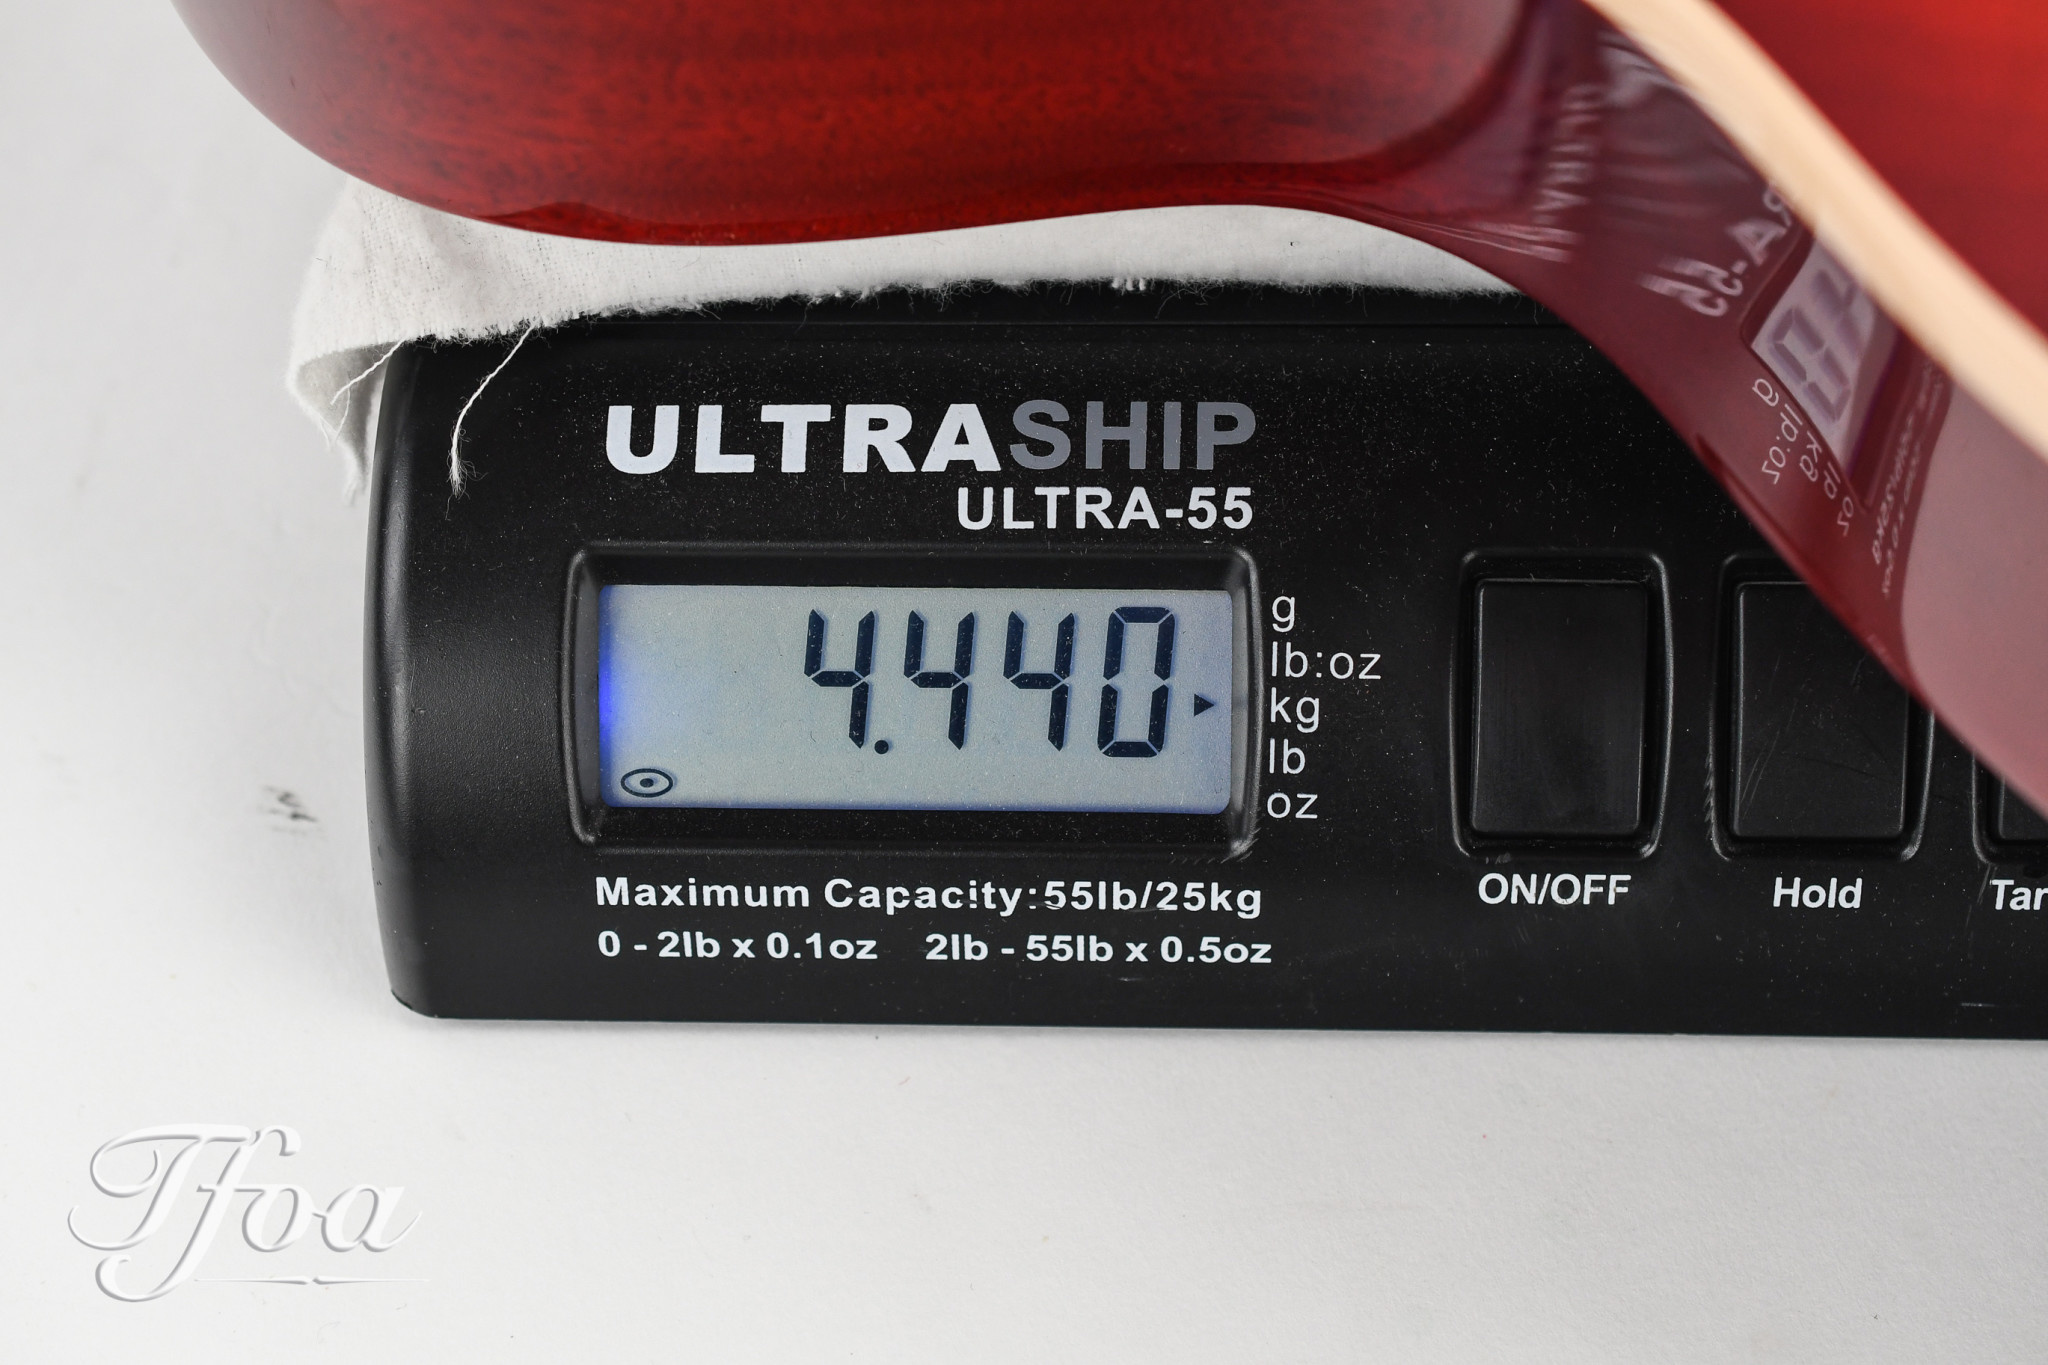 ULTRASHIP
ULTRA-55
4.440
g
lb:oz
kg
lb
oz
Maximum Capacity:55lb/25kg
0 - 2lb x 0.1oz 2lb - 55lb x 0.5oz
ON/OFF
Hold
Tar
Tfoa